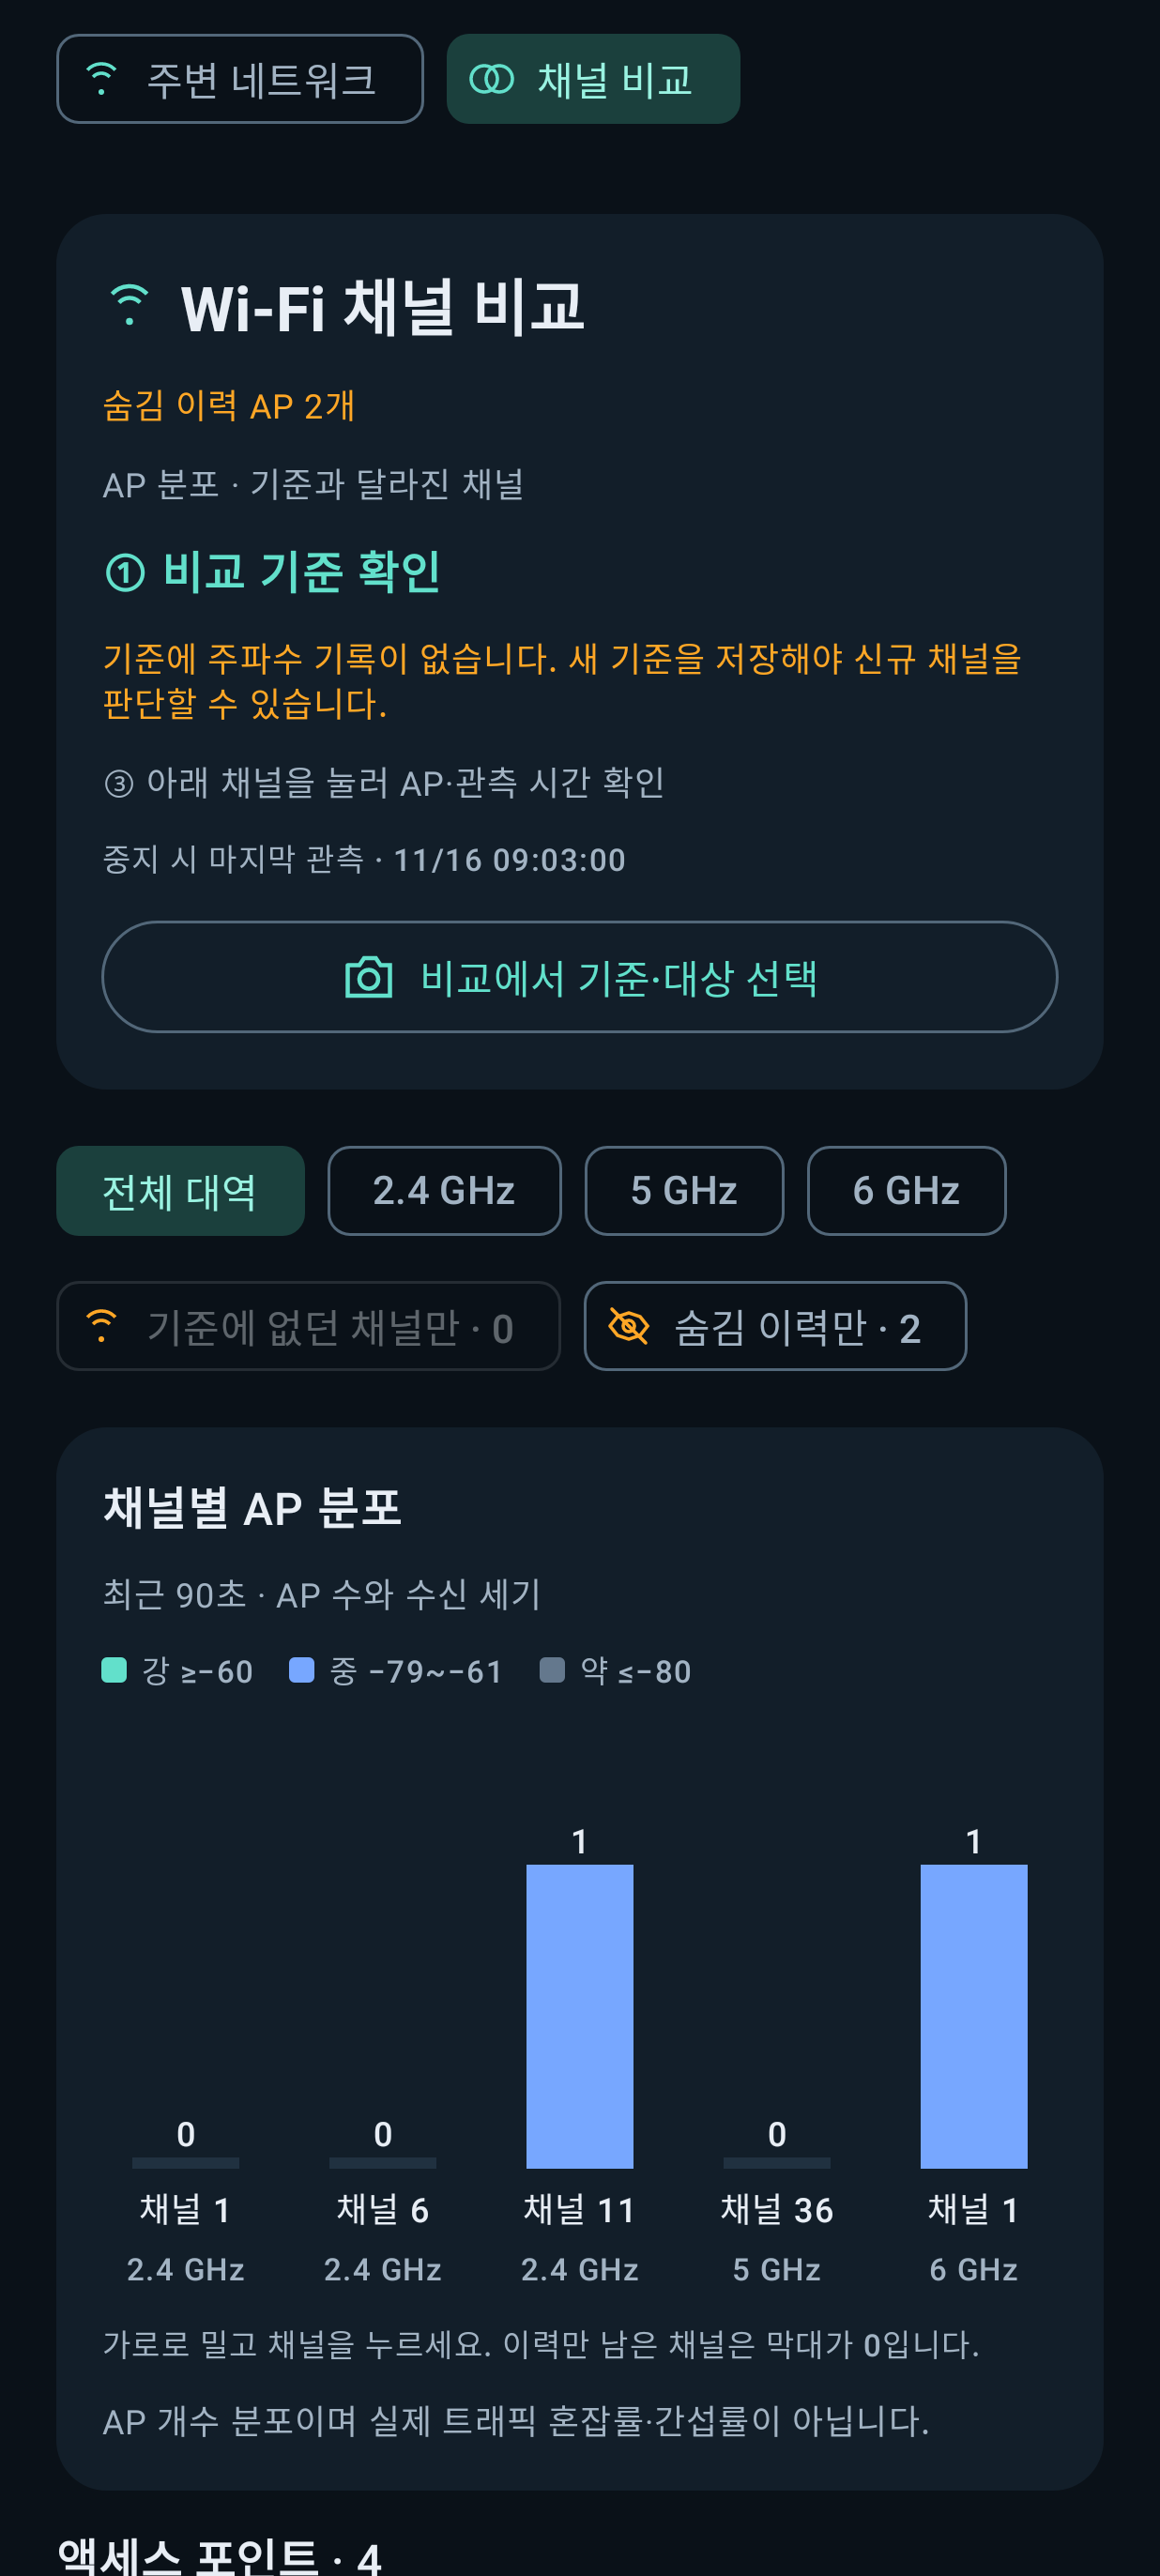 주변 네트워크
채널 비교
Wi-Fi 채널 비교
숨김 이력 AP 2개
AP 분포 · 기준과 달라진 채널
① 비교 기준 확인
기준에 주파수 기록이 없습니다. 새 기준을 저장해야 신규 채널을
판단할 수 있습니다.
③ 아래 채널을 눌러 AP·관측 시간 확인
중지 시 마지막 관측 · 11/16 09:03:00
비교에서 기준·대상 선택
전체 대역
2.4 GHz
5 GHz
6 GHz
기준에 없던 채널만 · 0
숨김 이력만 · 2
채널별 AP 분포
최근 90초 · AP 수와 수신 세기
강 ≥−60
중 −79~−61
약 ≤−80
0
0
1
0
1
채널 1
채널 6
채널 11
채널 36
채널 1
2.4 GHz
2.4 GHz
2.4 GHz
5 GHz
6 GHz
가로로 밀고 채널을 누르세요. 이력만 남은 채널은 막대가 0입니다.
AP 개수 분포이며 실제 트래픽 혼잡률·간섭률이 아닙니다.
액세스 포인트 · 4